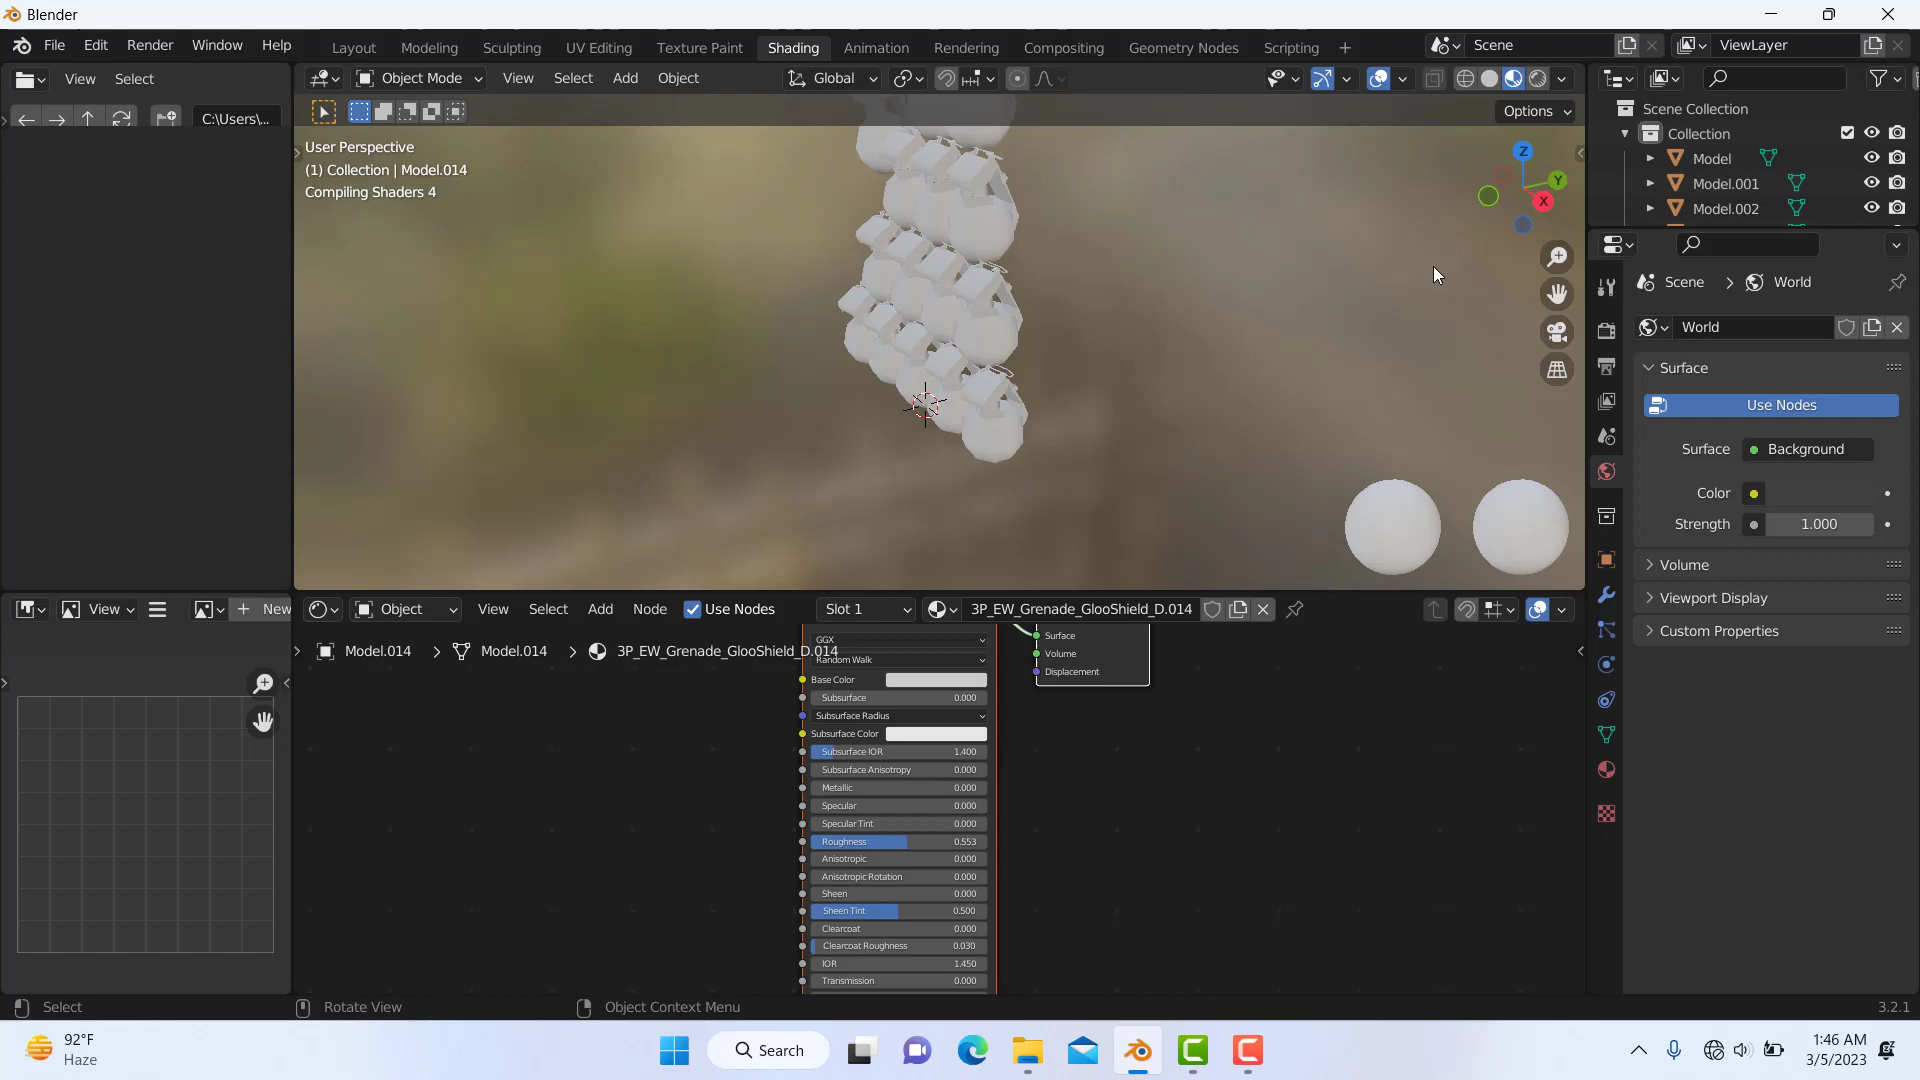 Blender
File Edit Render Window Help
Layout Modeling Sculpting UV Editing Texture Paint Shading Animation Rendering Compositing Geometry Nodes Scripting +
Scene
ViewLayer
View Select
Object Mode View Select Add Object
Global
C:\Users\...
Options
User Perspective
(1) Collection | Model.014
Compiling Shaders 4
Z
Y
X
Scene Collection
Collection
Model
Model.001
Model.002
Scene > World
World
Surface
Use Nodes
Surface Background
Color
Strength 1.000
Volume
Viewport Display
Custom Properties
View
New
Object View Select Add Node Use Nodes Slot 1 3P_EW_Grenade_GlooShield_D.014
Model.014 > Model.014 > 3P_EW_Grenade_GlooShield_D.014
GGX
Random Walk
Base Color
Subsurface 0.000
Subsurface Radius
Subsurface Color
Subsurface IOR 1.400
Subsurface Anisotropy 0.000
Metallic 0.000
Specular 0.000
Specular Tint 0.000
Roughness 0.553
Anisotropic 0.000
Anisotropic Rotation 0.000
Sheen 0.000
Sheen Tint 0.500
Clearcoat 0.000
Clearcoat Roughness 0.030
IOR 1.450
Transmission 0.000
Surface
Volume
Displacement
Select
Rotate View
Object Context Menu
3.2.1
92°F
Haze
Search
1:46 AM
3/5/2023